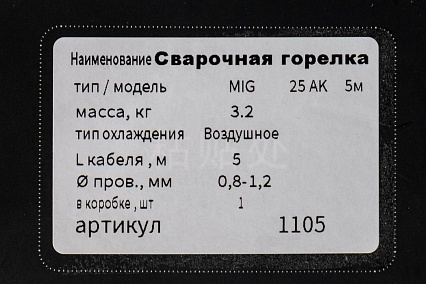 Наименование Сварочная горелка
тип / модель MIG 25 AK 5м
масса, кг 3.2
тип охлаждения Воздушное
L кабеля , м 5
Ø пров., мм 0,8-1,2
в коробке , шт 1
артикул 1105